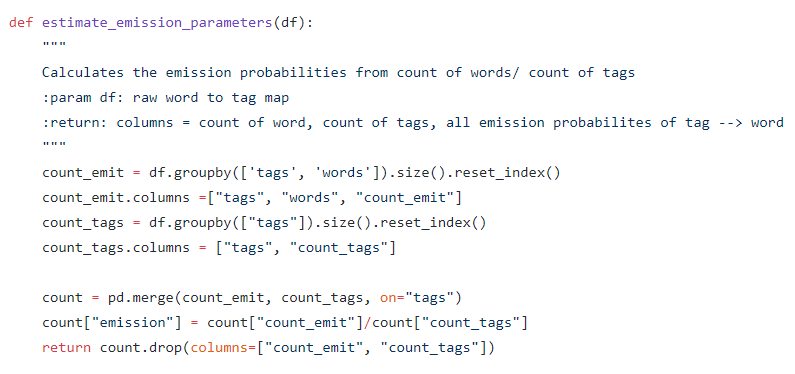 def estimate_emission_parameters(df):
    """
    Calculates the emission probabilities from count of words/ count of tags
    :param df: raw word to tag map
    :return: columns = count of word, count of tags, all emission probabilites of tag --> word
    """
    count_emit = df.groupby(['tags', 'words']).size().reset_index()
    count_emit.columns =["tags", "words", "count_emit"]
    count_tags = df.groupby(["tags"]).size().reset_index()
    count_tags.columns = ["tags", "count_tags"]

    count = pd.merge(count_emit, count_tags, on="tags")
    count["emission"] = count["count_emit"]/count["count_tags"]
    return count.drop(columns=["count_emit", "count_tags"])